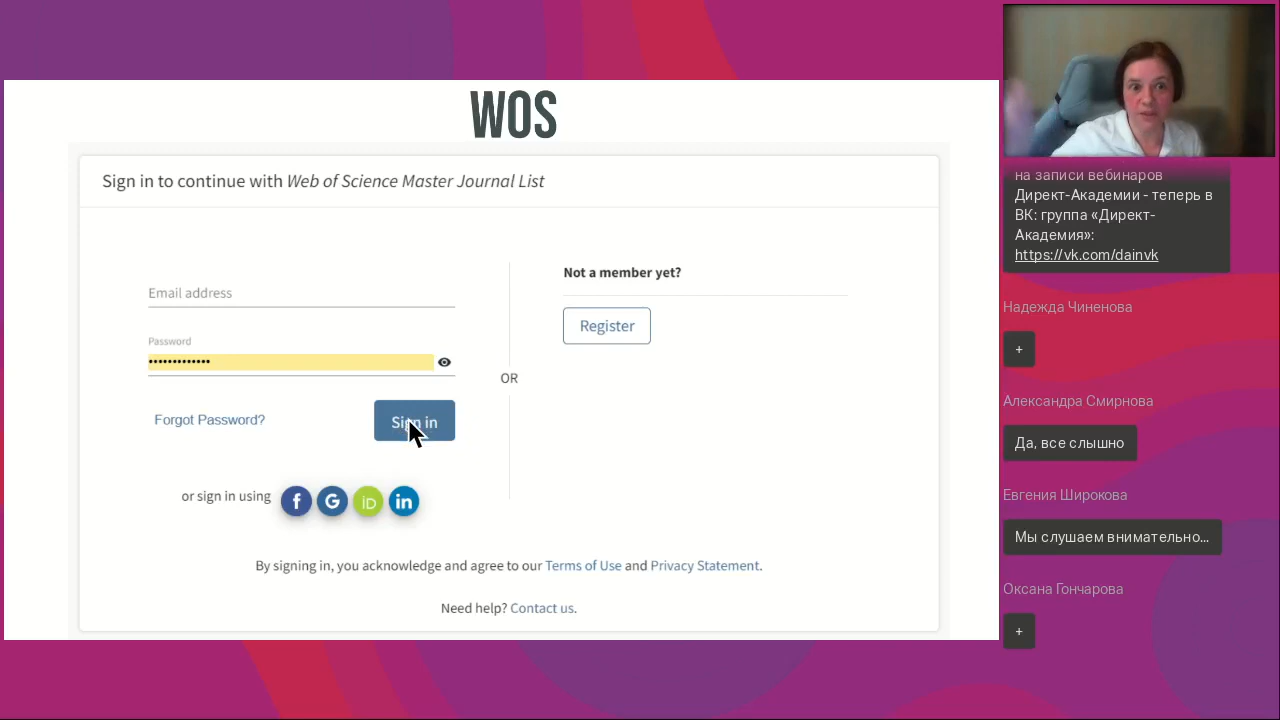 WOS
Sign in to continue with Web of Science Master Journal List
Email address
Password
•••••••••••••
Forgot Password?
Sign in
or sign in using
f G iD in
OR
Not a member yet?
Register
By signing in, you acknowledge and agree to our Terms of Use and Privacy Statement.
Need help? Contact us.
на записи вебинаров
Директ-Академии - теперь в
ВК: группа «Директ-
Академия»:
https://vk.com/dainvk
Надежда Чиненова
+
Александра Смирнова
Да, все слышно
Евгения Широкова
Мы слушаем внимательно...
Оксана Гончарова
+